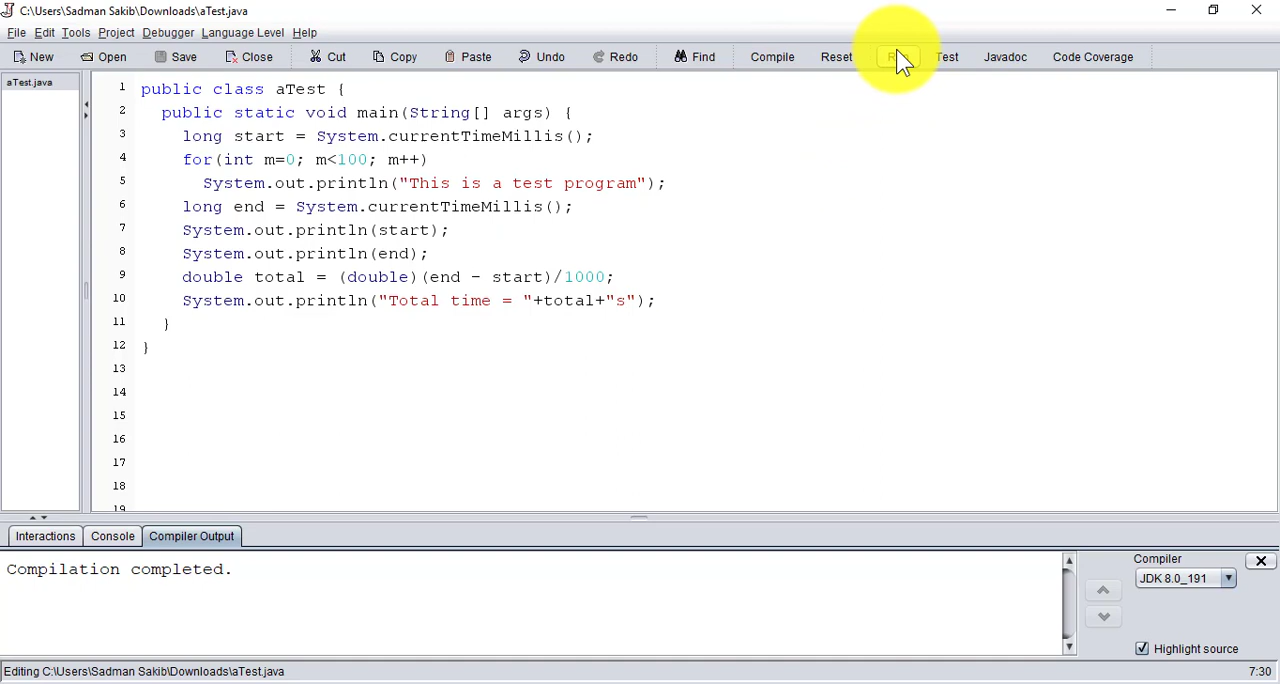 C:\Users\Sadman Sakib\Downloads\aTest.java
File Edit Tools Project Debugger Language Level Help
New Open Save Close Cut Copy Paste Undo Redo Find Compile Reset Test Javadoc Code Coverage
aTest.java
1 public class aTest {
2 public static void main(String[] args) {
3 long start = System.currentTimeMillis();
4 for(int m=0; m<100; m++)
5 System.out.println("This is a test program");
6 long end = System.currentTimeMillis();
7 System.out.println(start);
8 System.out.println(end);
9 double total = (double)(end - start)/1000;
10 System.out.println("Total time = "+total+"s");
11 }
12 }
13
14
15
16
17
18
19
Interactions Console Compiler Output
Compilation completed.
Compiler
JDK 8.0_191
Highlight source
Editing C:\Users\Sadman Sakib\Downloads\aTest.java 7:30